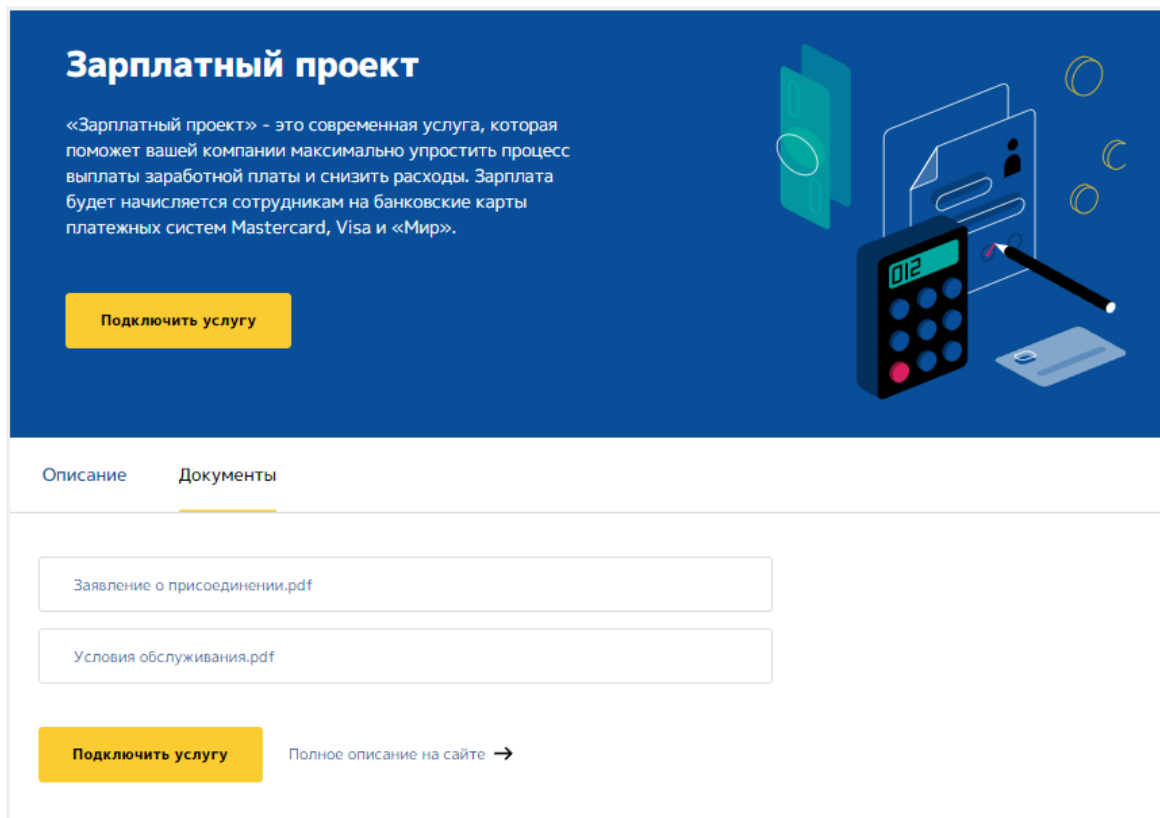 Зарплатный проект
«Зарплатный проект» - это современная услуга, которая
поможет вашей компании максимально упростить процесс
выплаты заработной платы и снизить расходы. Зарплата
будет начисляется сотрудникам на банковские карты
платежных систем Mastercard, Visa и «Мир».
Подключить услугу
012
Описание Документы
Заявление о присоединении.pdf
Условия обслуживания.pdf
Подключить услугу Полное описание на сайте →